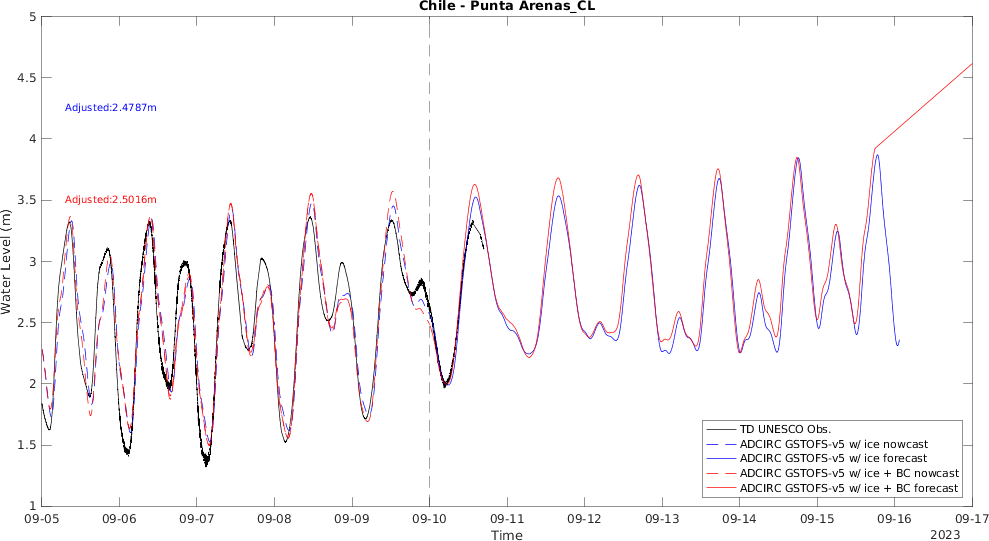 Chile - Punta Arenas_CL
5
4.5
4
3.5
3
2.5
2
1.5
1
Water Level (m)
Adjusted:2.4787m
Adjusted:2.5016m
TD UNESCO Obs.
ADCIRC GSTOFS-v5 w/ ice nowcast
ADCIRC GSTOFS-v5 w/ ice forecast
ADCIRC GSTOFS-v5 w/ ice + BC nowcast
ADCIRC GSTOFS-v5 w/ ice + BC forecast
09-05 09-06 09-07 09-08 09-09 09-10 09-11 09-12 09-13 09-14 09-15 09-16 09-17
Time
2023